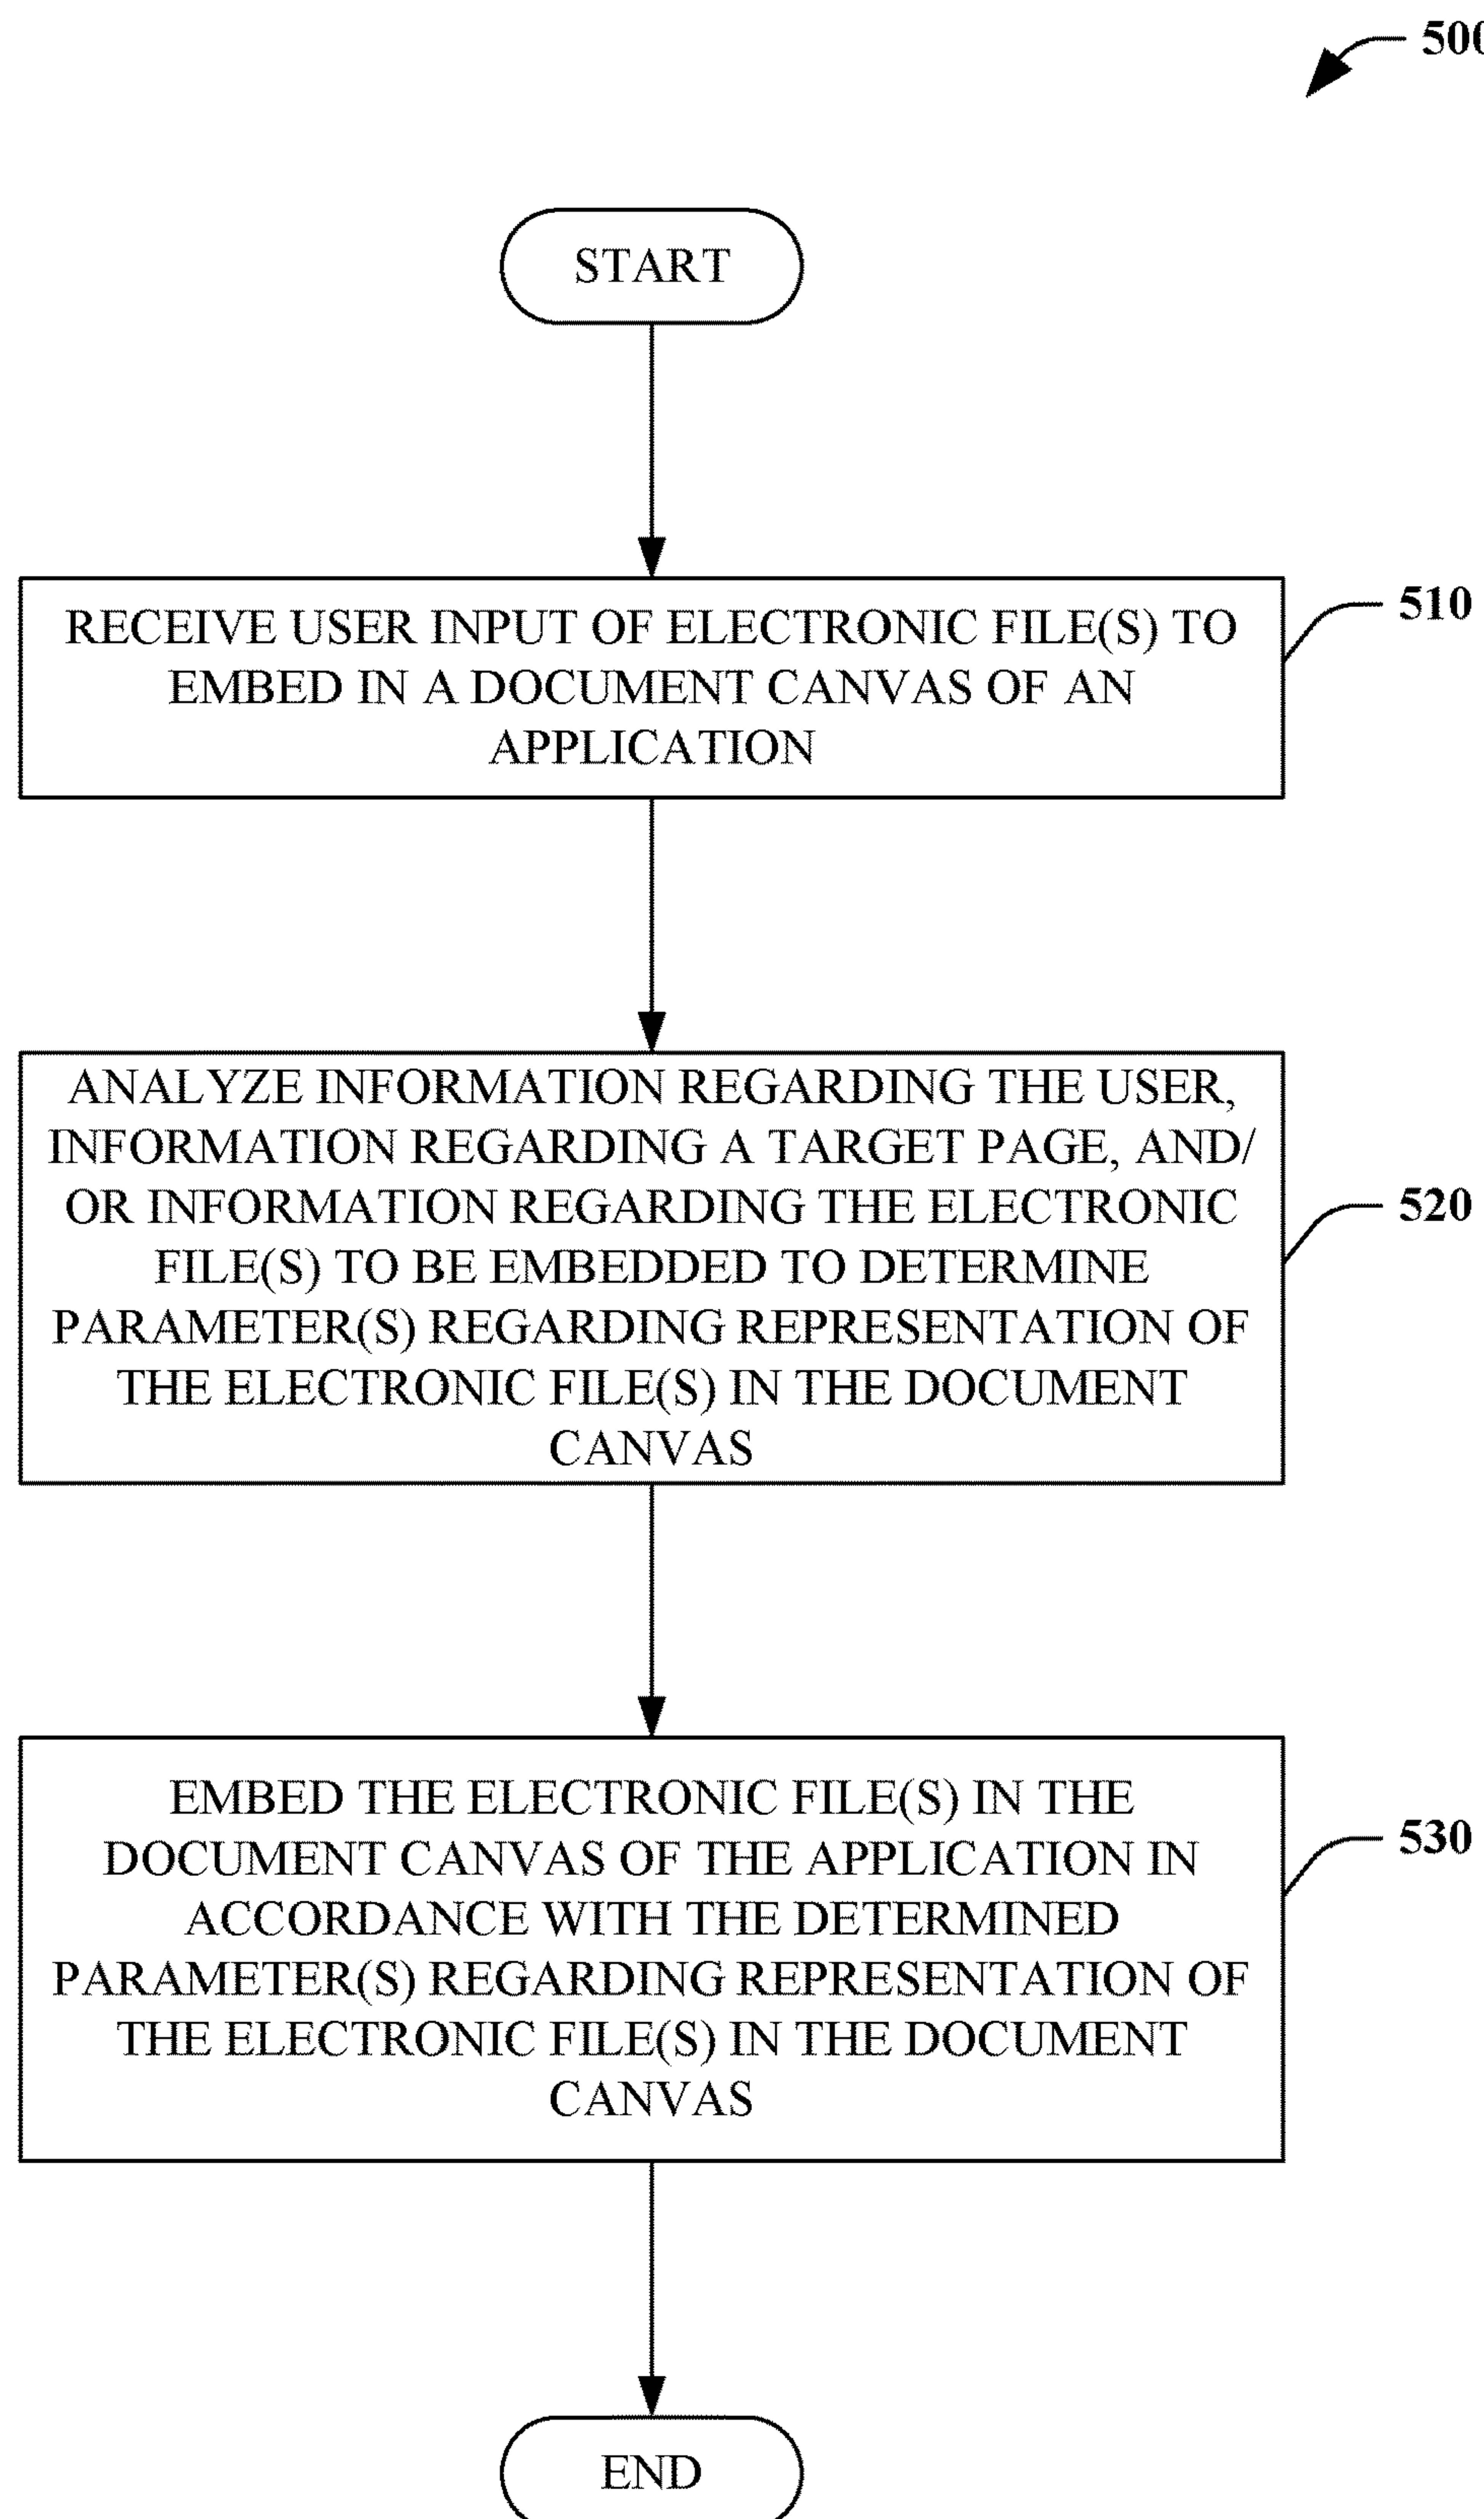 500
START
RECEIVE USER INPUT OF ELECTRONIC FILE(S) TO
EMBED IN A DOCUMENT CANVAS OF AN
APPLICATION
510
ANALYZE INFORMATION REGARDING THE USER,
INFORMATION REGARDING A TARGET PAGE, AND/
OR INFORMATION REGARDING THE ELECTRONIC
FILE(S) TO BE EMBEDDED TO DETERMINE
PARAMETER(S) REGARDING REPRESENTATION OF
THE ELECTRONIC FILE(S) IN THE DOCUMENT
CANVAS
520
EMBED THE ELECTRONIC FILE(S) IN THE
DOCUMENT CANVAS OF THE APPLICATION IN
ACCORDANCE WITH THE DETERMINED
PARAMETER(S) REGARDING REPRESENTATION OF
THE ELECTRONIC FILE(S) IN THE DOCUMENT
CANVAS
530
END